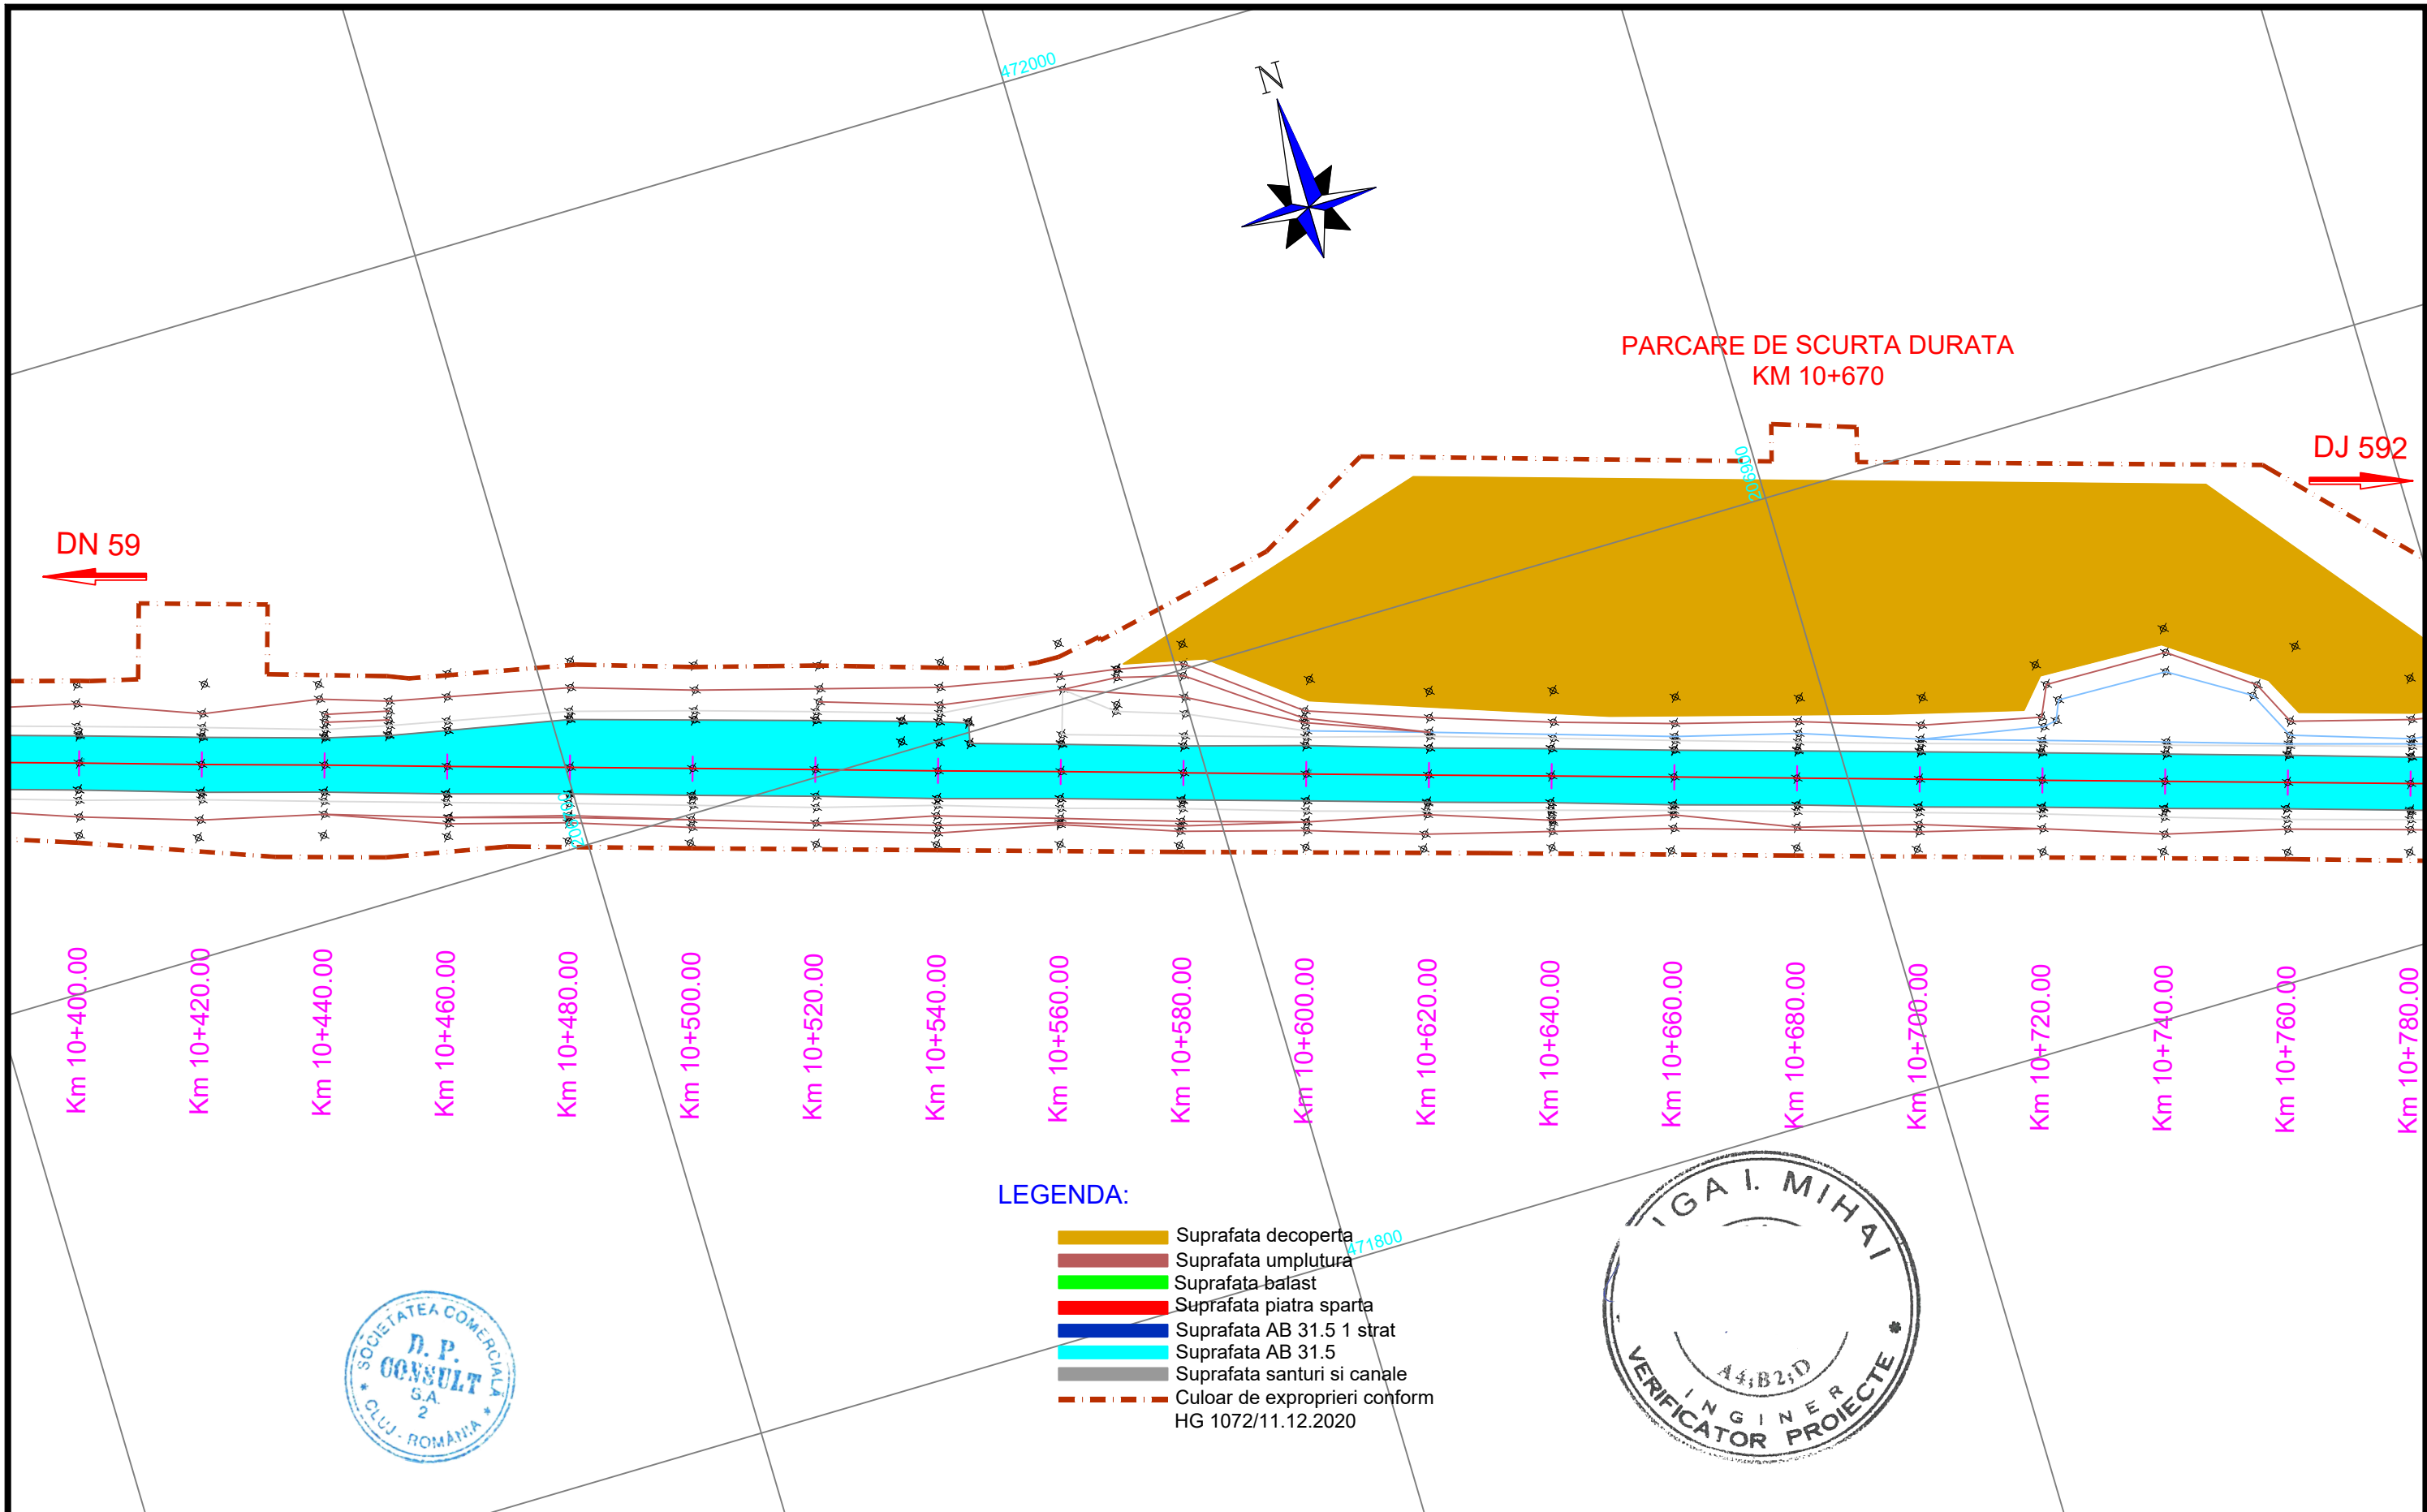 472000
N
PARCARE DE SCURTA DURATA
KM 10+670
DJ 592
206900
DN 59
Km 10+400.00
Km 10+420.00
Km 10+440.00
Km 10+460.00
Km 10+480.00
Km 10+500.00
Km 10+520.00
Km 10+540.00
Km 10+560.00
Km 10+580.00
Km 10+600.00
Km 10+620.00
Km 10+640.00
Km 10+660.00
Km 10+680.00
Km 10+700.00
Km 10+720.00
Km 10+740.00
Km 10+760.00
Km 10+780.00
LEGENDA:
Suprafata decoperta
Suprafata umplutura
Suprafata balast
Suprafata piatra sparta
Suprafata AB 31.5 1 strat
Suprafata AB 31.5
Suprafata santuri si canale
Culoar de exproprieri conform
HG 1072/11.12.2020
471800
SOCIETATEA COMERCIALĂ
D. P.
CONSULT
S.A.
2
* CLUJ - ROMÂNIA *
I. MIHAI
A4;B2;D
INGINER
VERIFICATOR PROIECTE *